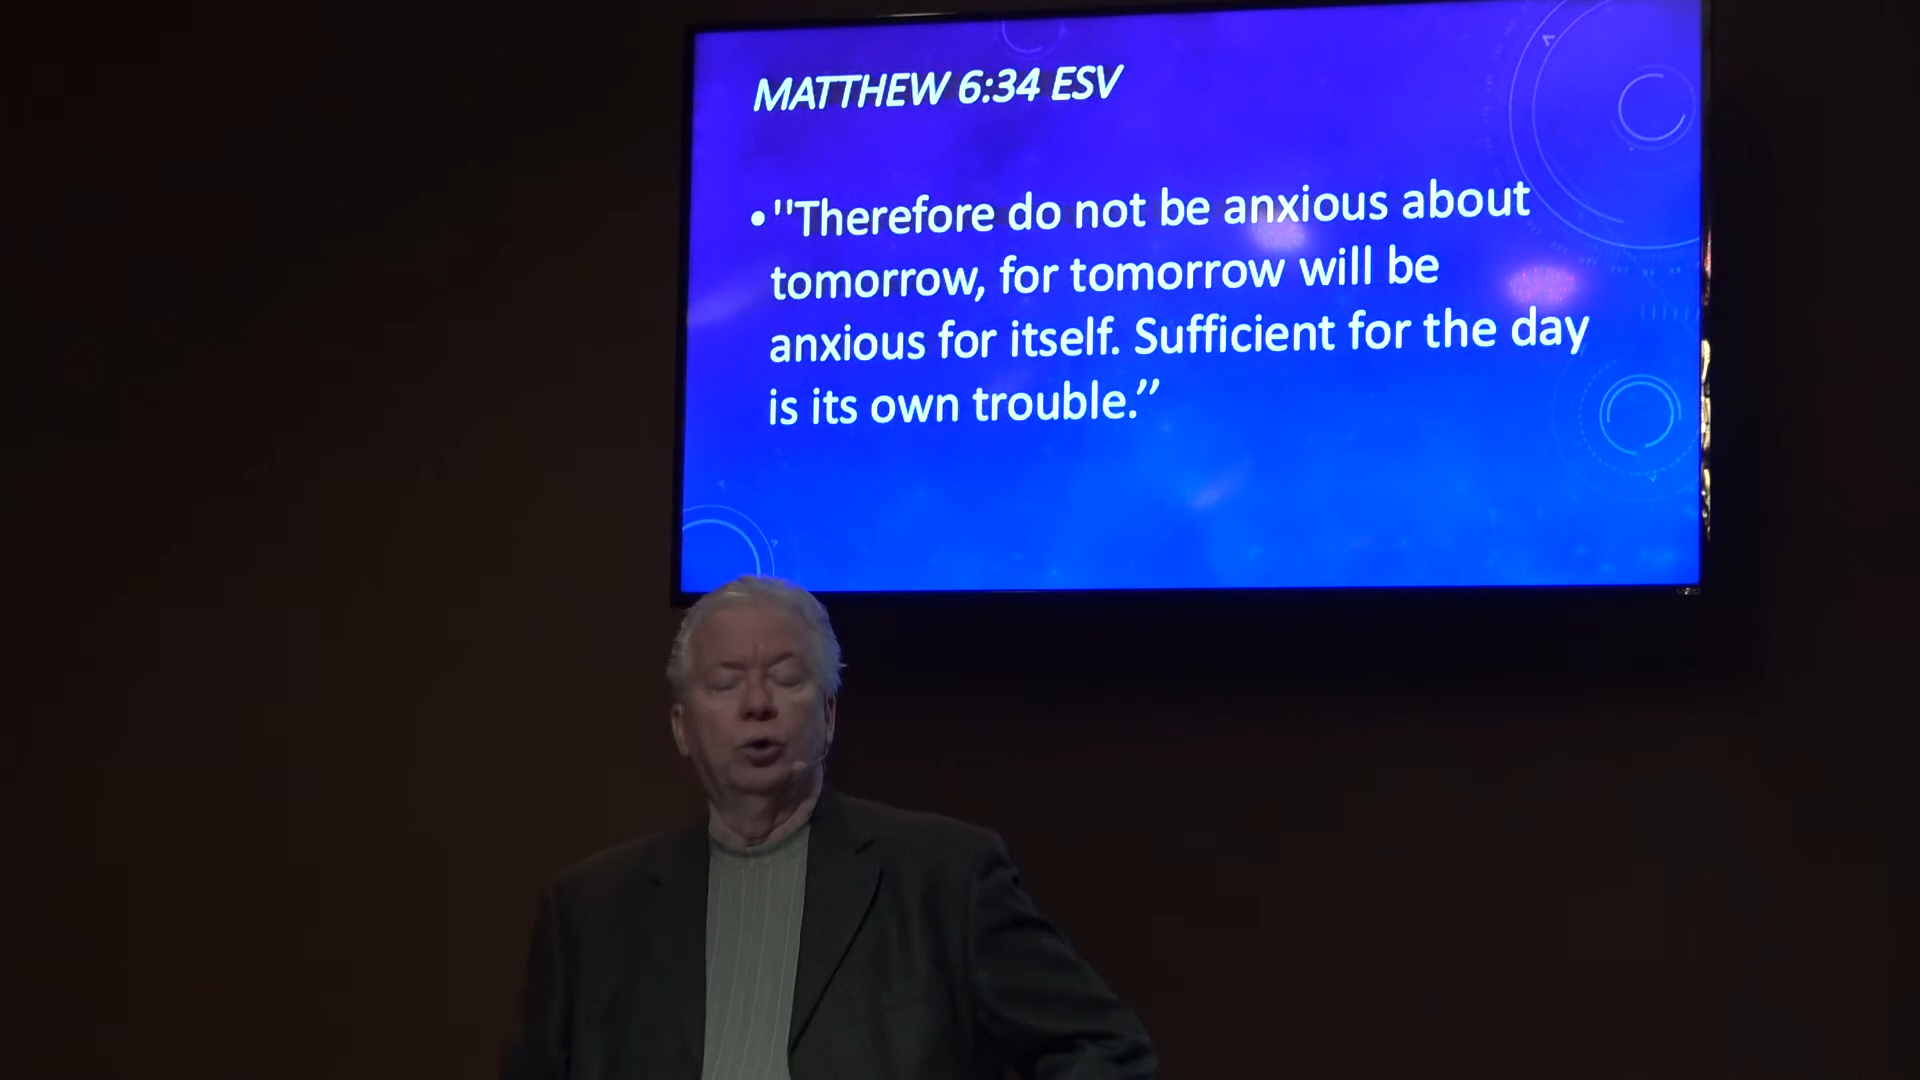 MATTHEW 6:34 ESV
•"Therefore do not be anxious about
tomorrow, for tomorrow will be
anxious for itself. Sufficient for the day
is its own trouble.”
VIZIO